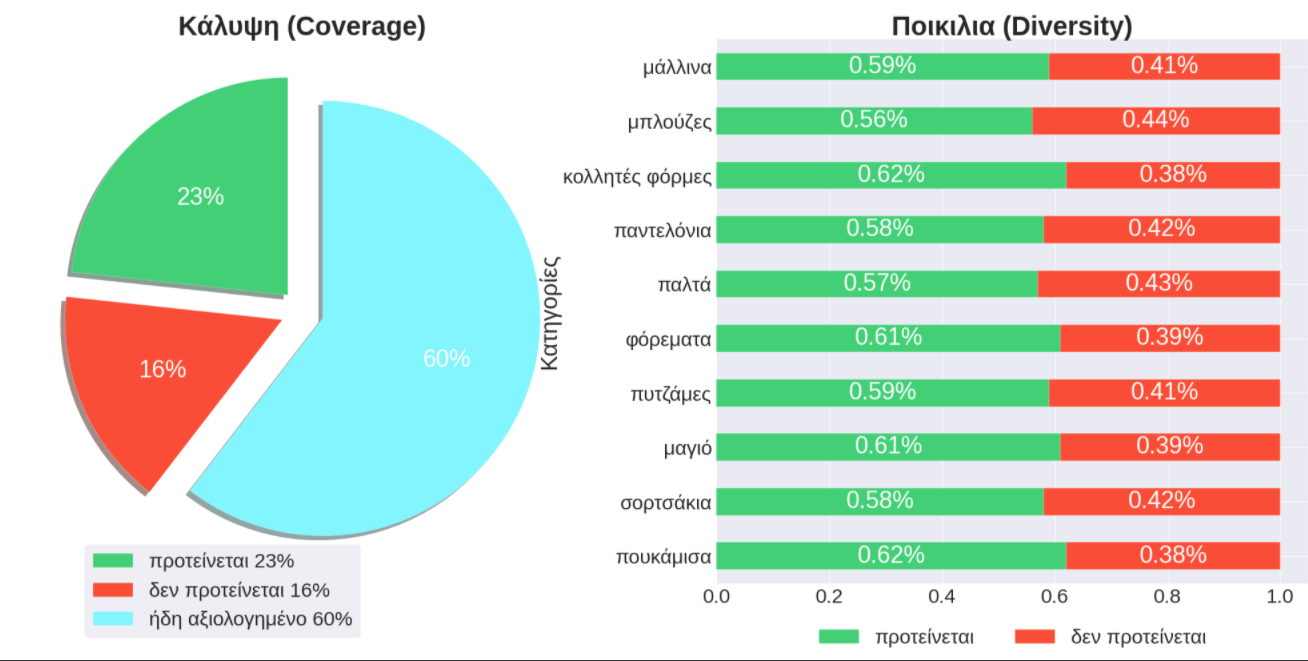 Κάλυψη (Coverage)
23%
16%
60%
προτείνεται 23%
δεν προτείνεται 16%
ήδη αξιολογημένο 60%
Ποικιλια (Diversity)
Κατηγορίες
μάλλινα 0.59% 0.41%
μπλούζες 0.56% 0.44%
κολλητές φόρμες 0.62% 0.38%
παντελόνια 0.58% 0.42%
παλτά 0.57% 0.43%
φόρεματα 0.61% 0.39%
πυτζάμες 0.59% 0.41%
μαγιό 0.61% 0.39%
σορτσάκια 0.58% 0.42%
πουκάμισα 0.62% 0.38%
0.0 0.2 0.4 0.6 0.8 1.0
προτείνεται δεν προτείνεται